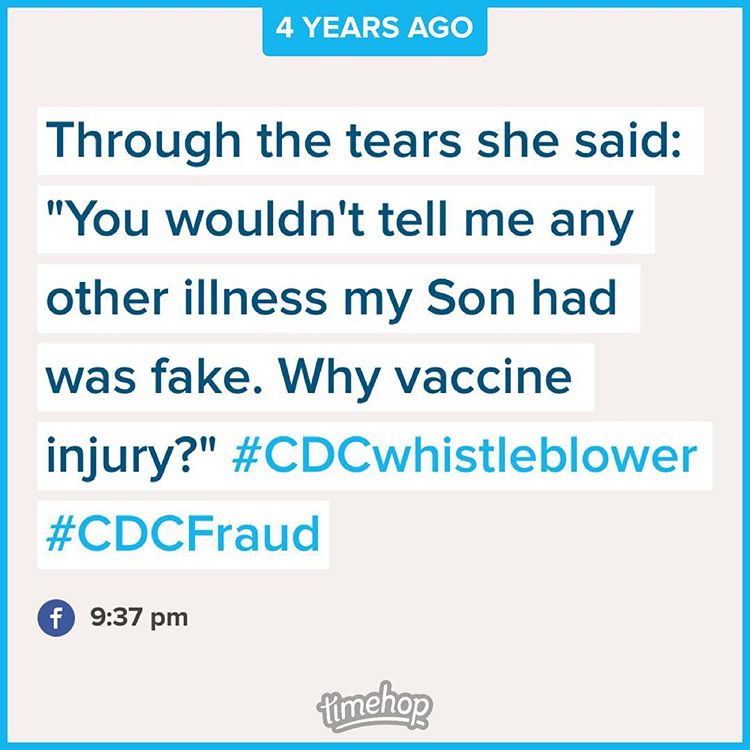 4 YEARS AGO
Through the tears she said:
"You wouldn't tell me any
other illness my Son had
was fake. Why vaccine
injury?" #CDCwhistleblower
#CDCFraud
f 9:37 pm
timehop